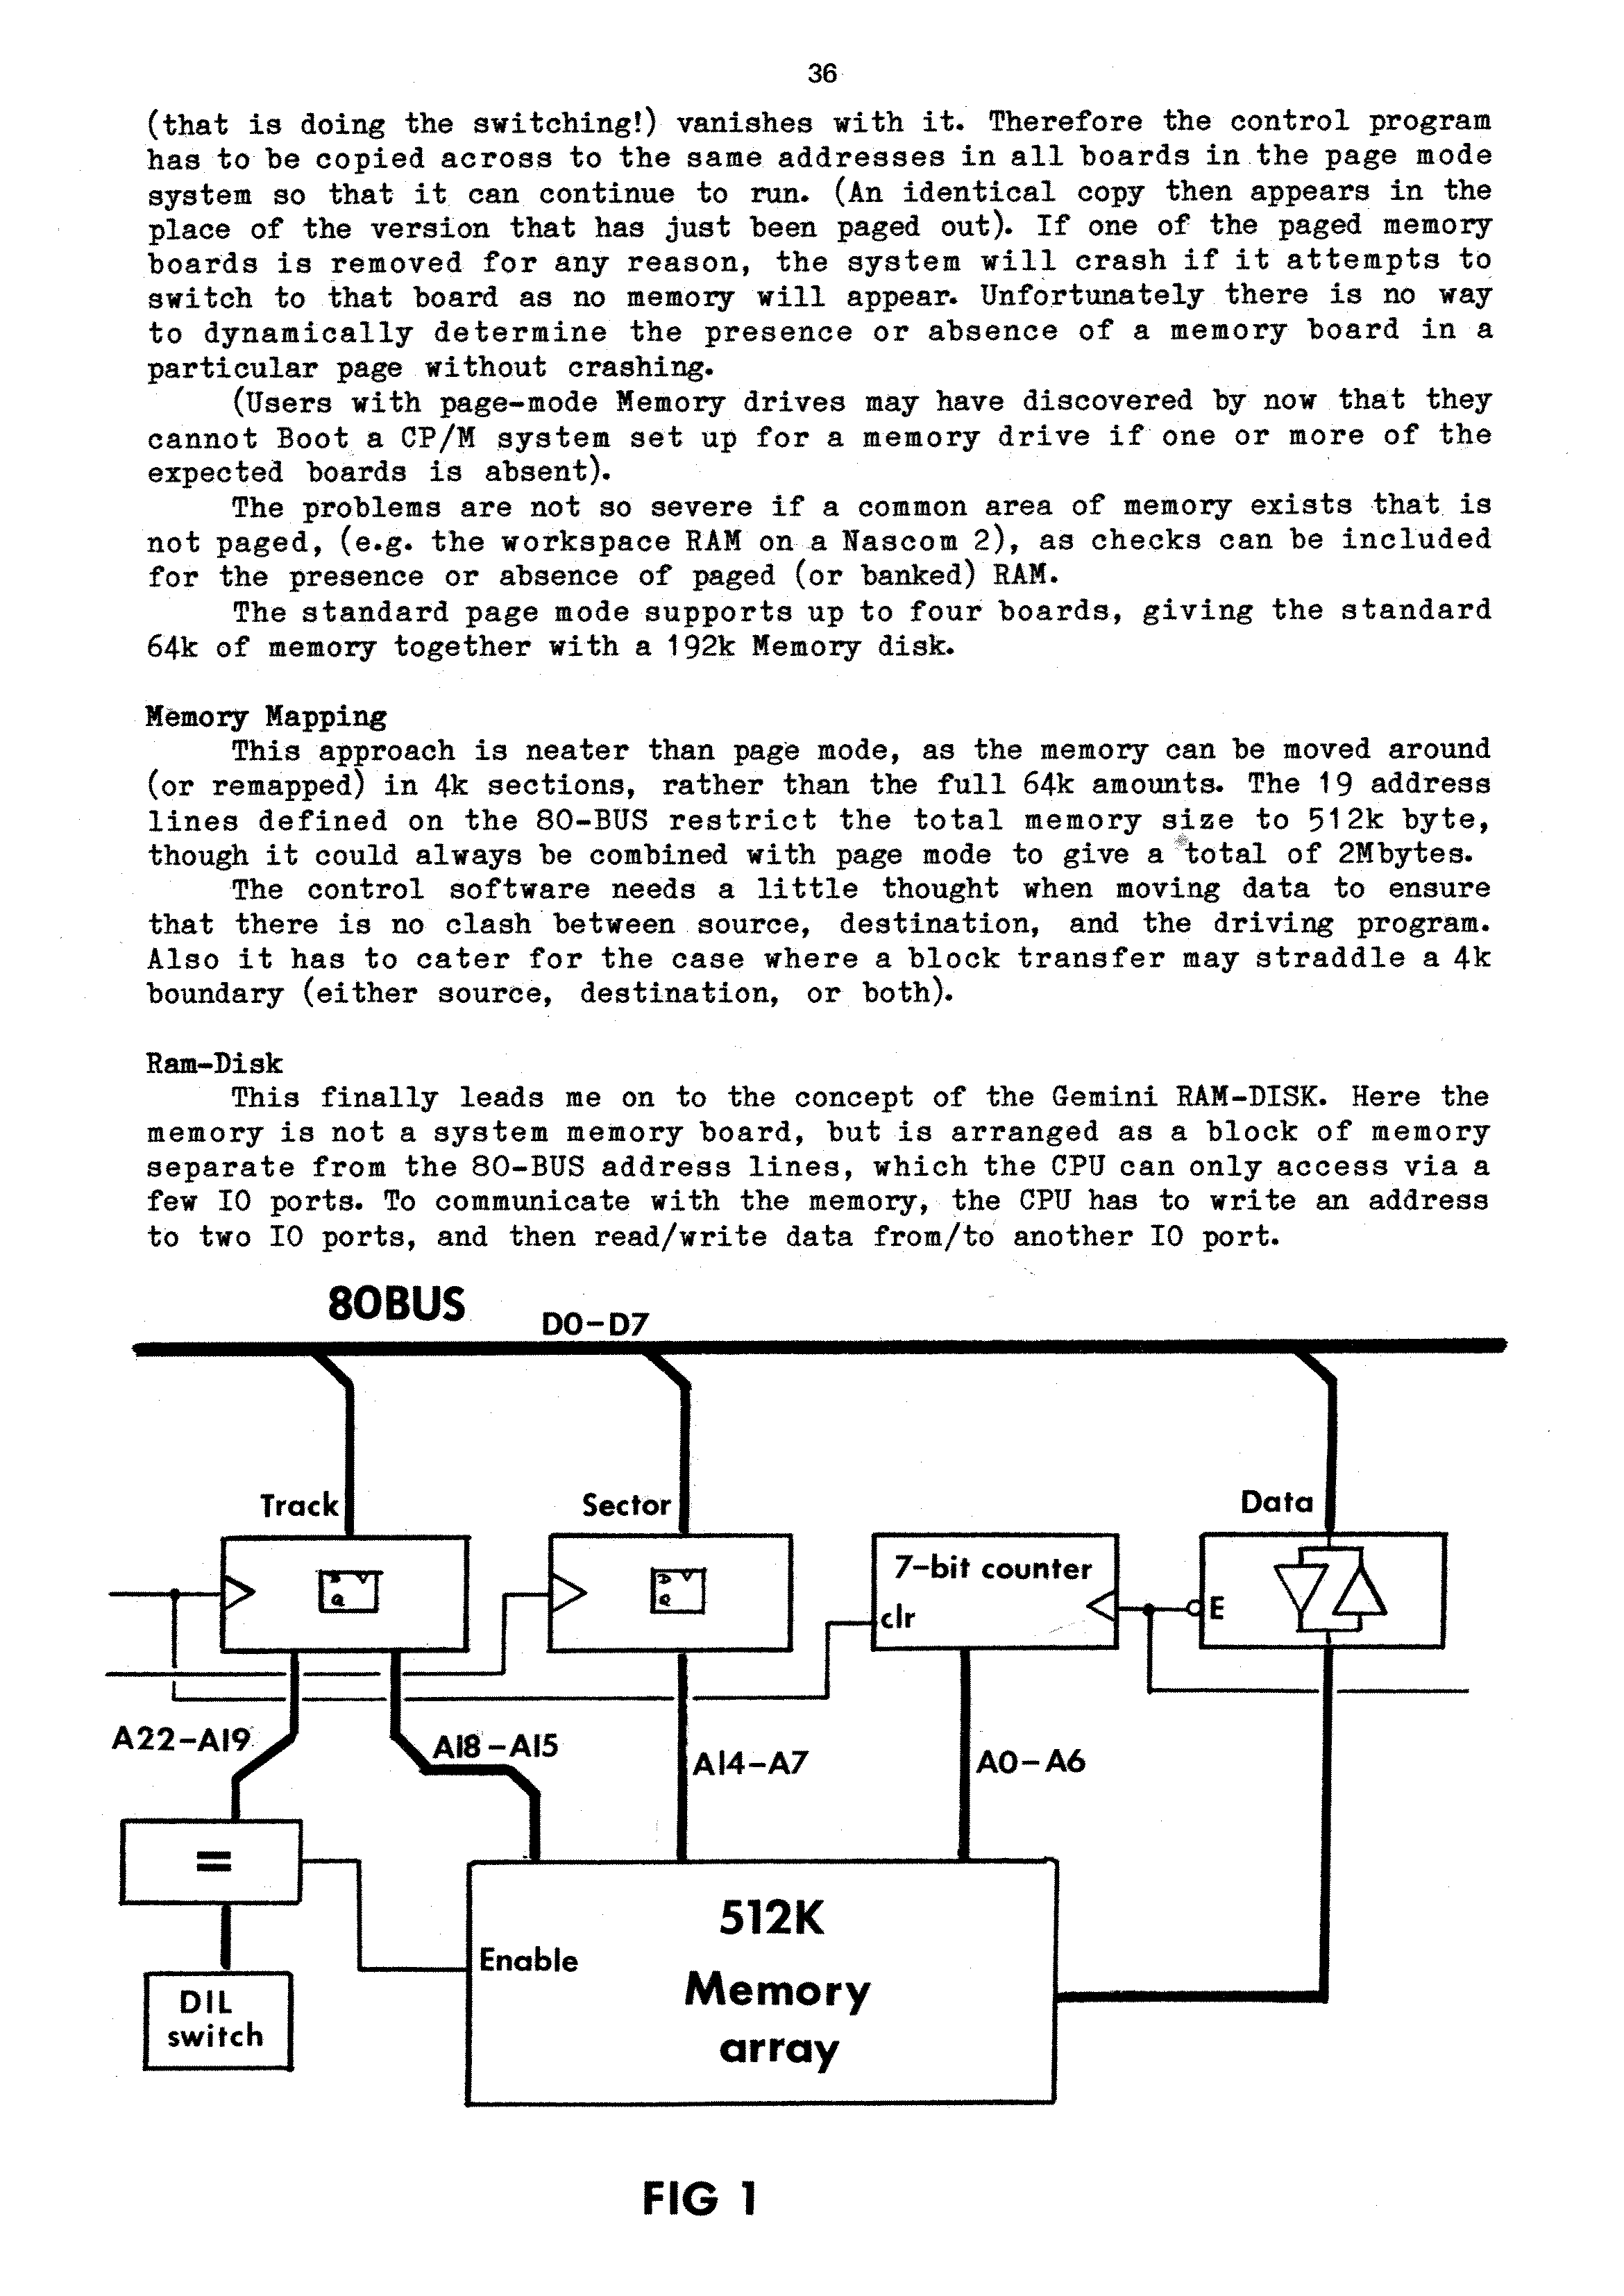 36
(that is doing the switching!) vanishes with it. Therefore the control program
has to be copied across to the same addresses in all boards in the page mode
system so that it can continue to run. (An identical copy then appears in the
place of the version that has just been paged out). If one of the paged memory
boards is removed for any reason, the system will crash if it attempts to
switch to that board as no memory will appear. Unfortunately there is no way
to dynamically determine the presence or absence of a memory board in a
particular page without crashing.
(Users with page-mode Memory drives may have discovered by now that they
cannot Boot a CP/M system set up for a memory drive if one or more of the
expected boards is absent).
The problems are not so severe if a common area of memory exists that is
not paged, (e.g. the workspace RAM on a Nascom 2), as checks can be included
for the presence or absence of paged (or banked) RAM.
The standard page mode supports up to four boards, giving the standard
64k of memory together with a 192k Memory disk.
Memory Mapping
This approach is neater than page mode, as the memory can be moved around
(or remapped) in 4k sections, rather than the full 64k amounts. The 19 address
lines defined on the 80-BUS restrict the total memory size to 512k byte,
though it could always be combined with page mode to give a total of 2Mbytes.
The control software needs a little thought when moving data to ensure
that there is no clash between source, destination, and the driving program.
Also it has to cater for the case where a block transfer may straddle a 4k
boundary (either source, destination, or both).
Ram-Disk
This finally leads me on to the concept of the Gemini RAM-DISK. Here the
memory is not a system memory board, but is arranged as a block of memory
separate from the 80-BUS address lines, which the CPU can only access via a
few IO ports. To communicate with the memory, the CPU has to write an address
to two IO ports, and then read/write data from/to another IO port.
80BUS
D0-D7
Track
Sector
Data
D
Q
D
Q
7-bit counter
clr
E
A22-A19
A18-A15
A14-A7
A0-A6
=
Enable
512K
Memory
array
DIL
switch
FIG 1